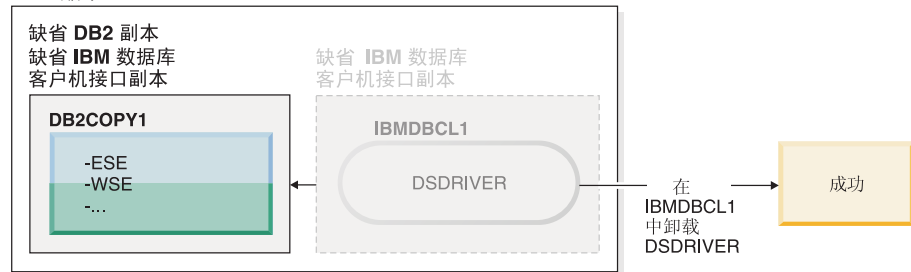 缺省 DB2 副本
缺省 IBM 数据库
客户机接口副本
DB2COPY1
-ESE
-WSE
-...
缺省 IBM 数据库
客户机接口副本
IBMDBCL1
DSDRIVER
在
IBMDBCL1
中卸载
DSDRIVER
成功